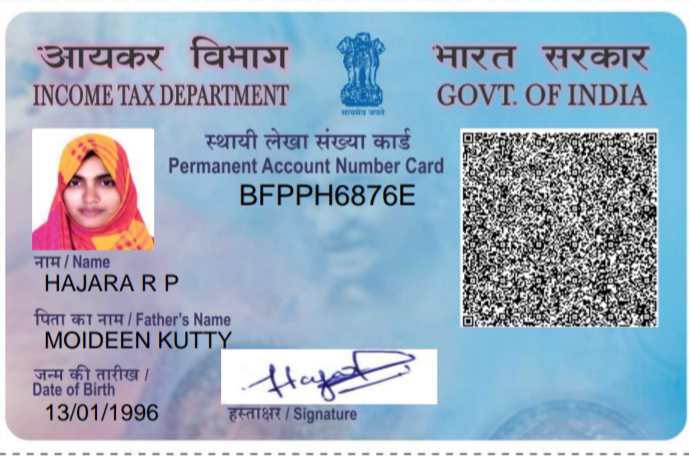 आयकर विभाग
INCOME TAX DEPARTMENT
सत्यमेव जयते
भारत सरकार
GOVT. OF INDIA
स्थायी लेखा संख्या कार्ड
Permanent Account Number Card
BFPPH6876E
नाम / Name
HAJARA R P
पिता का नाम / Father's Name
MOIDEEN KUTTY
जन्म की तारीख /
Date of Birth
13/01/1996
हस्ताक्षर / Signature